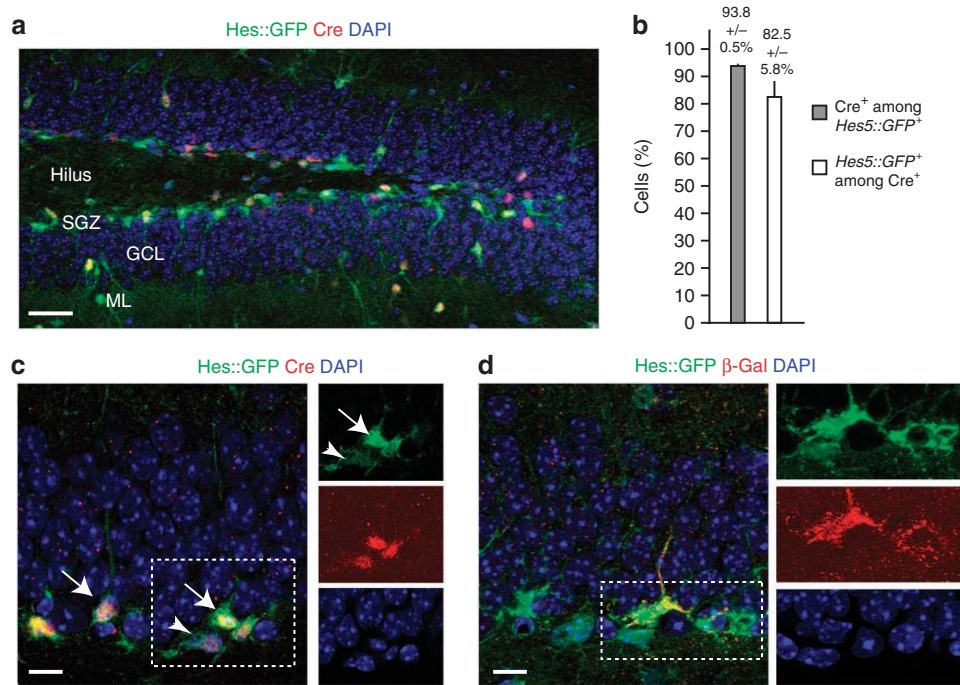 a
Hes::GFP Cre DAPI
Hilus
SGZ
GCL
ML
b
93.8
+/–
0.5%
82.5
+/–
5.8%
100
90
80
70
60
50
40
30
20
10
0
Cells (%)
Cre⁺ among
Hes5::GFP⁺
Hes5::GFP⁺
among Cre⁺
c
Hes::GFP Cre DAPI
d
Hes::GFP β-Gal DAPI